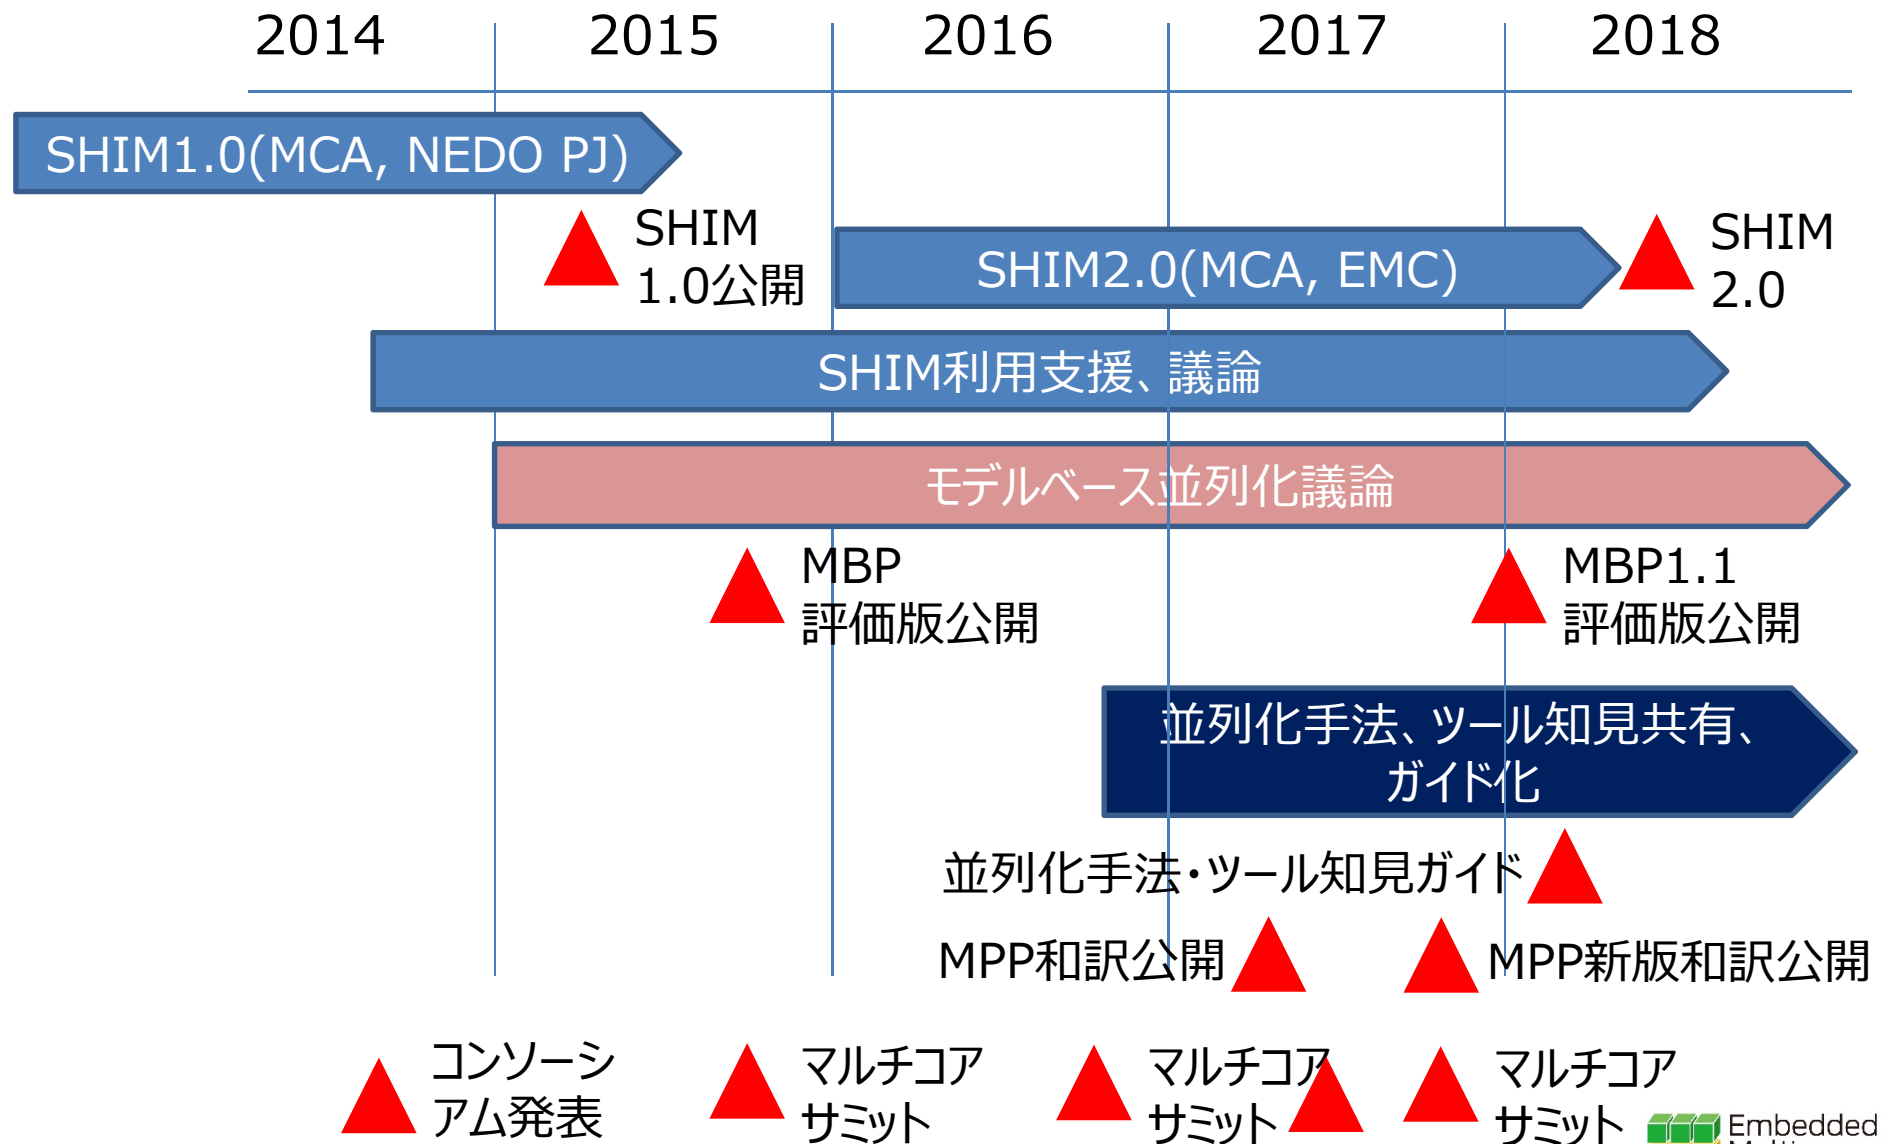 2014 2015 2016 2017 2018
SHIM1.0(MCA, NEDO PJ)
SHIM
1.0公開
SHIM2.0(MCA, EMC)
SHIM
2.0
SHIM利用支援、議論
モデルベース並列化議論
MBP
評価版公開
MBP1.1
評価版公開
並列化手法、ツール知見共有、
ガイド化
並列化手法・ツール知見ガイド
MPP和訳公開
MPP新版和訳公開
コンソーシ
アム発表
マルチコア
サミット
マルチコア
サミット
マルチコア
サミット
Embedded